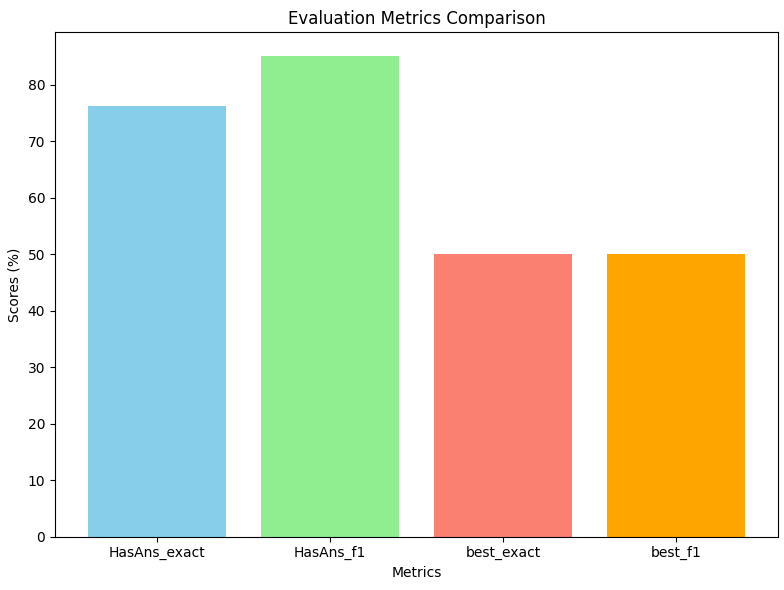 Evaluation Metrics Comparison
Scores (%)
80
70
60
50
40
30
20
10
0
HasAns_exact HasAns_f1 best_exact best_f1
Metrics